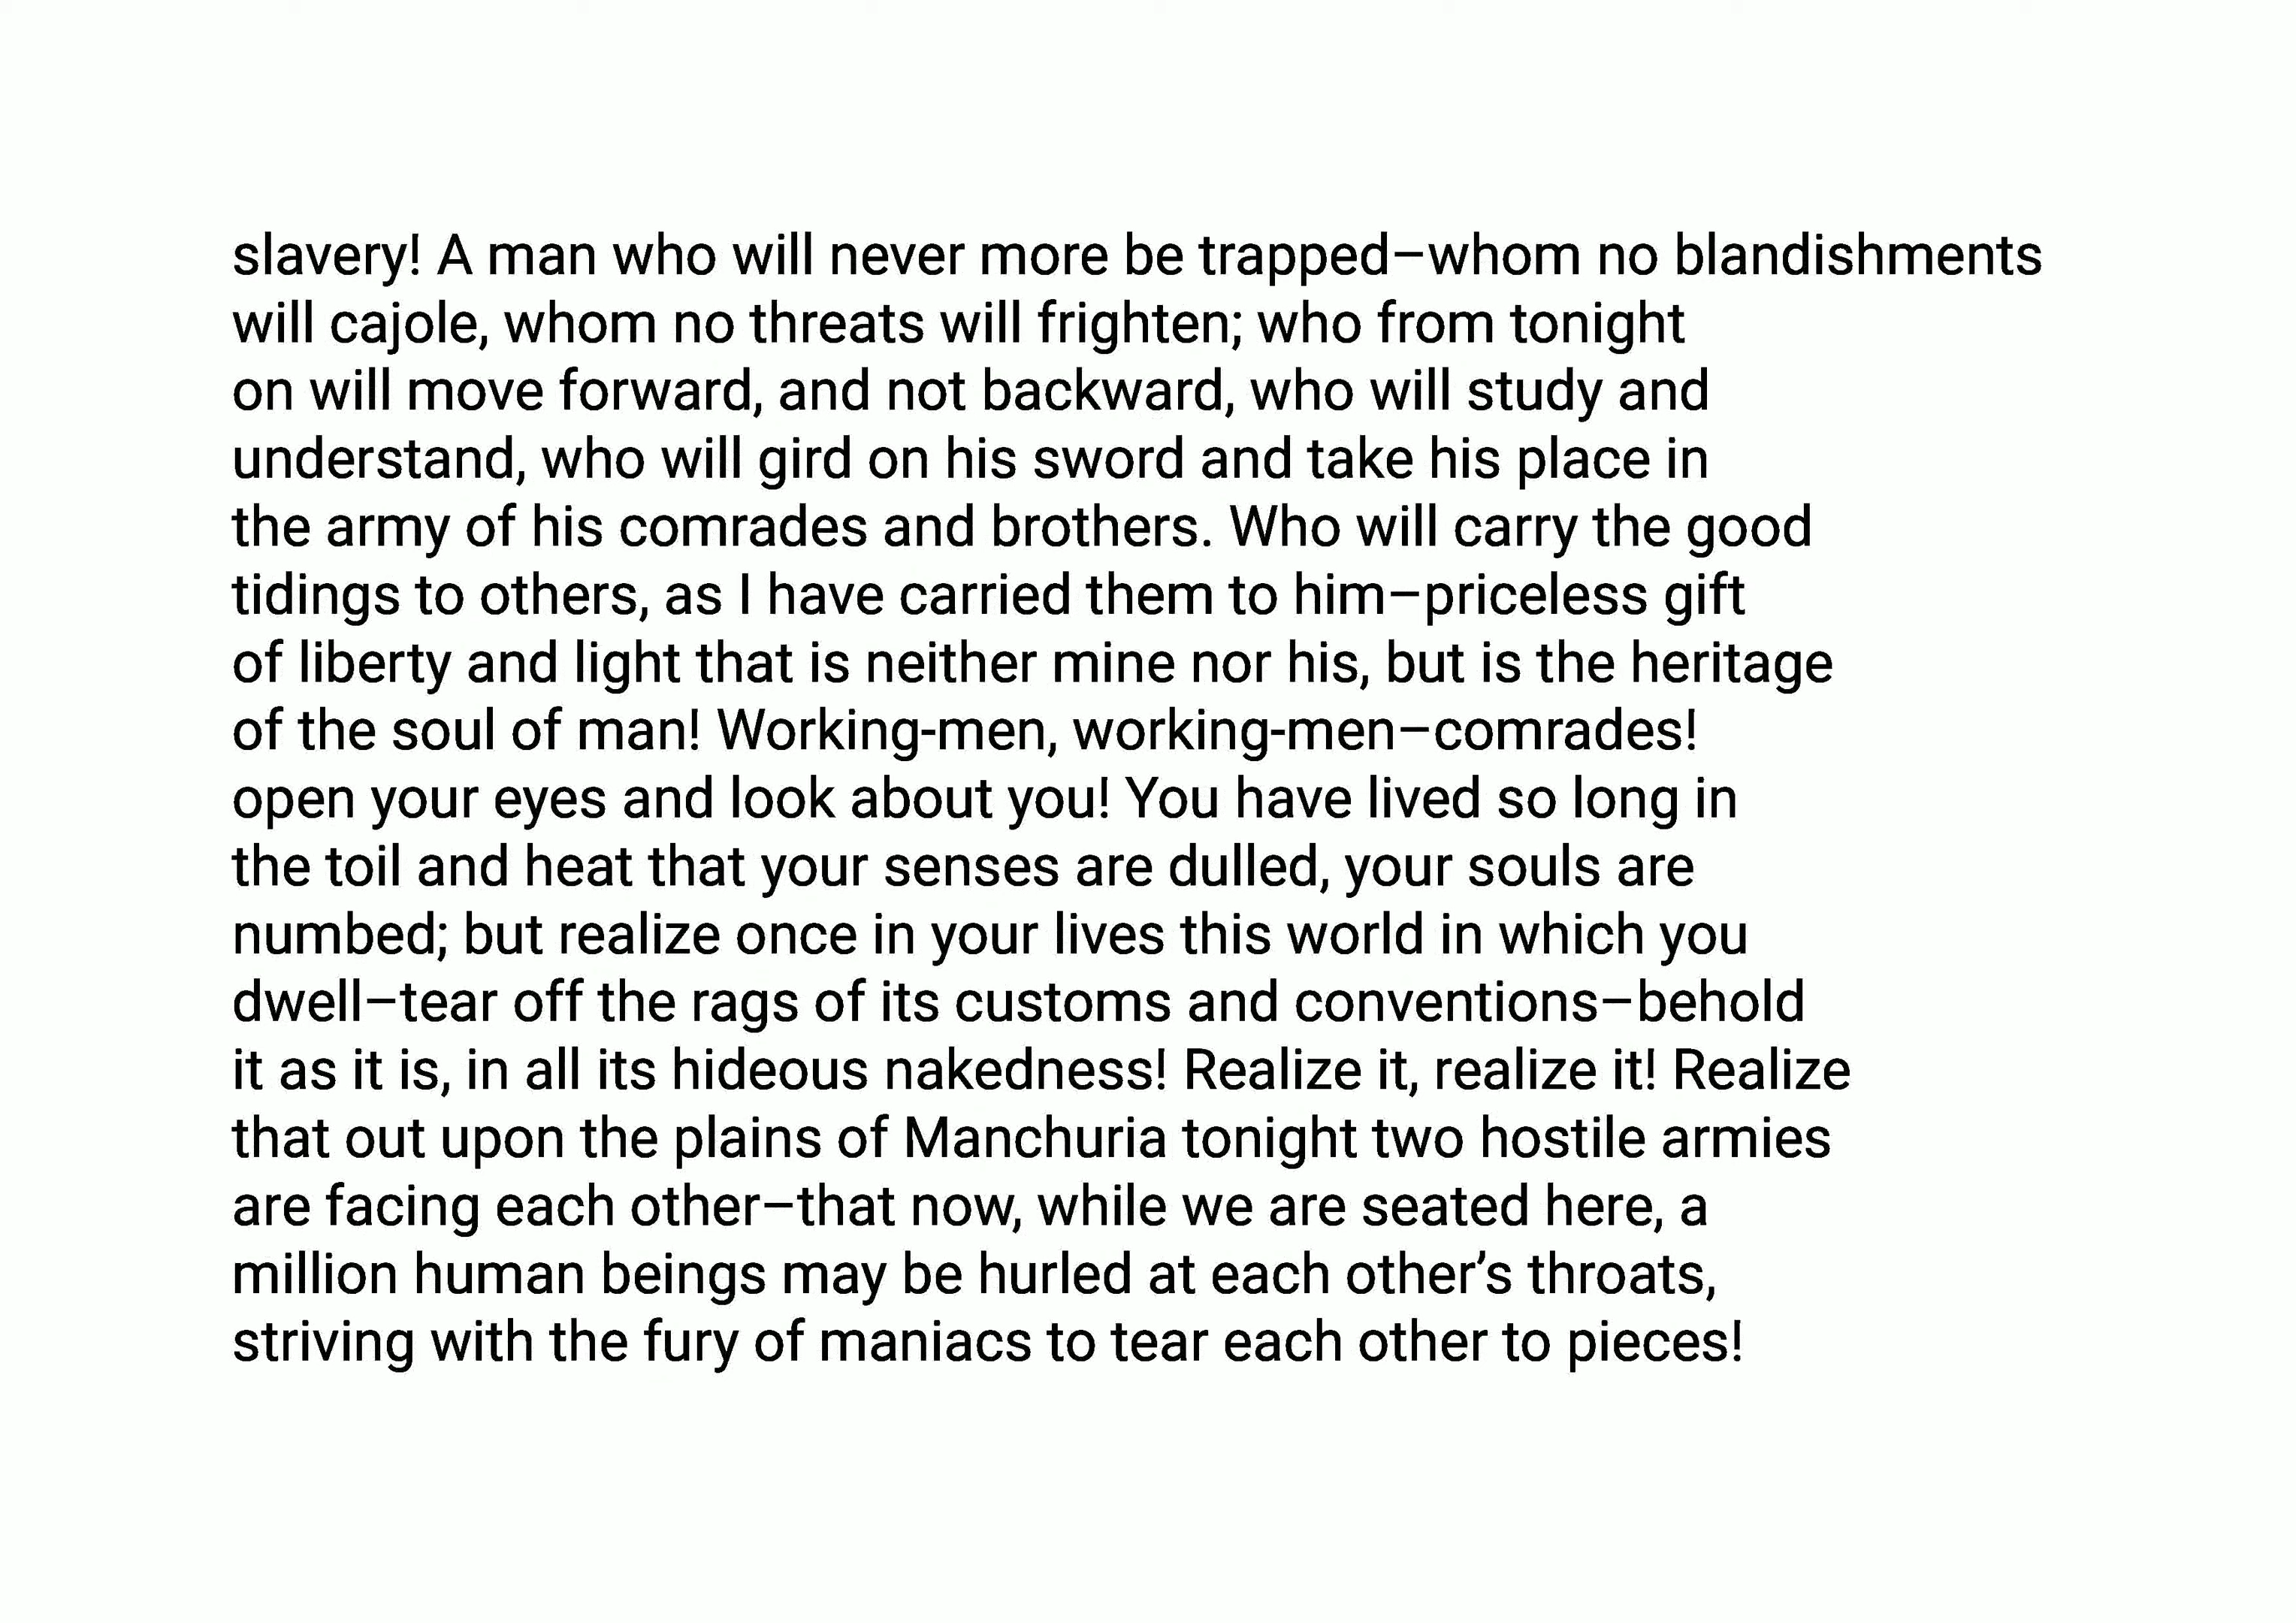 slavery! A man who will never more be trapped–whom no blandishments
will cajole, whom no threats will frighten; who from tonight
on will move forward, and not backward, who will study and
understand, who will gird on his sword and take his place in
the army of his comrades and brothers. Who will carry the good
tidings to others, as I have carried them to him–priceless gift
of liberty and light that is neither mine nor his, but is the heritage
of the soul of man! Working-men, working-men–comrades!
open your eyes and look about you! You have lived so long in
the toil and heat that your senses are dulled, your souls are
numbed; but realize once in your lives this world in which you
dwell–tear off the rags of its customs and conventions–behold
it as it is, in all its hideous nakedness! Realize it, realize it! Realize
that out upon the plains of Manchuria tonight two hostile armies
are facing each other–that now, while we are seated here, a
million human beings may be hurled at each other’s throats,
striving with the fury of maniacs to tear each other to pieces!